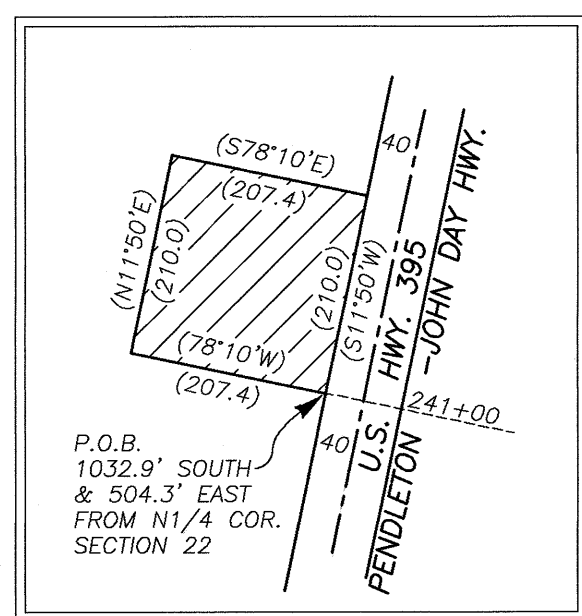 (S78°10'E)
(207.4)
(N11°50'E)
(210.0)
(210.0)
(S11°50'W)
(78°10'W)
(207.4)
40
40
U.S. HWY. 395
PENDLETON -JOHN DAY HWY.
241+00
P.O.B.
1032.9' SOUTH
& 504.3' EAST
FROM N1/4 COR.
SECTION 22